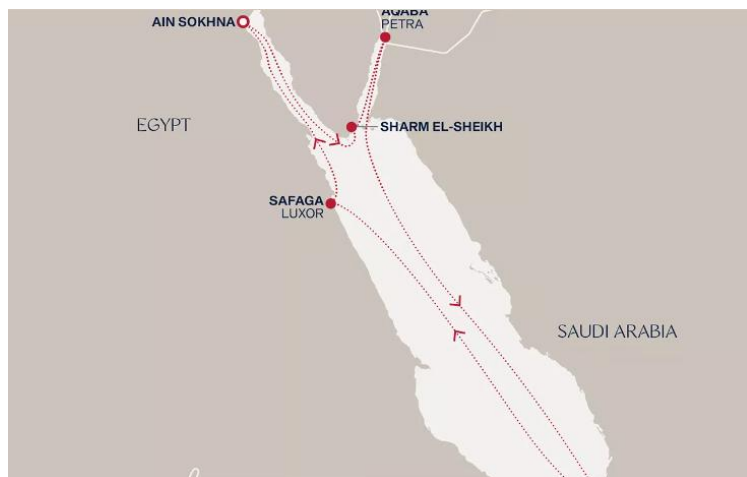 AQABA
PETRA
AIN SOKHNA
EGYPT
SHARM EL-SHEIKH
SAFAGA
LUXOR
SAUDI ARABIA